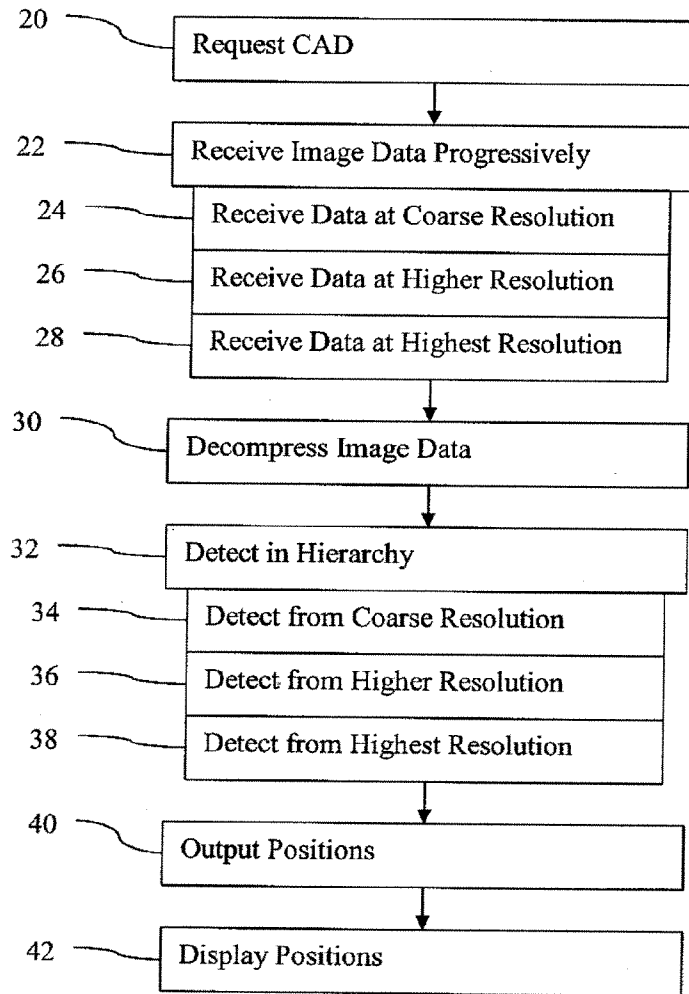 20 Request CAD
22 Receive Image Data Progressively
24 Receive Data at Coarse Resolution
26 Receive Data at Higher Resolution
28 Receive Data at Highest Resolution
30 Decompress Image Data
32 Detect in Hierarchy
34 Detect from Coarse Resolution
36 Detect from Higher Resolution
38 Detect from Highest Resolution
40 Output Positions
42 Display Positions